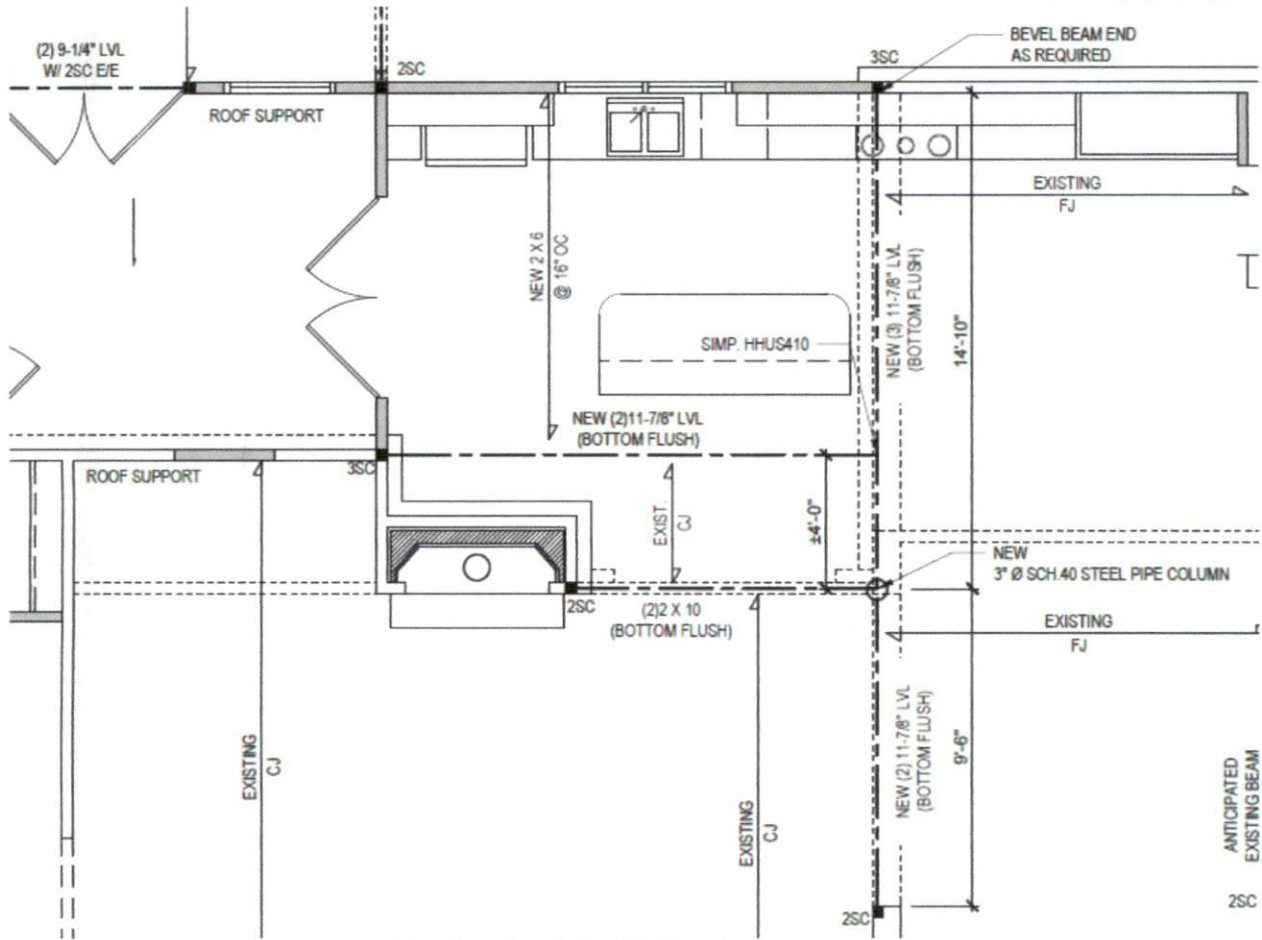 (2) 9-1/4" LVL
W/ 2SC E/E
2SC
3SC
BEVEL BEAM END
AS REQUIRED
ROOF SUPPORT
EXISTING
FJ
NEW 2 X 6
@ 16" OC
NEW (3) 11-7/8" LVL
(BOTTOM FLUSH)
14'-10"
SIMP. HHUS410
NEW (2)11-7/8" LVL
(BOTTOM FLUSH)
3SC
ROOF SUPPORT
EXIST.
CJ
±4'-0"
NEW
3" Ø SCH.40 STEEL PIPE COLUMN
2SC
(2)2 X 10
(BOTTOM FLUSH)
EXISTING
FJ
EXISTING
CJ
EXISTING
CJ
NEW (2) 11-7/8" LVL
(BOTTOM FLUSH)
9'-6"
ANTICIPATED
EXISTING BEAM
2SC
2SC